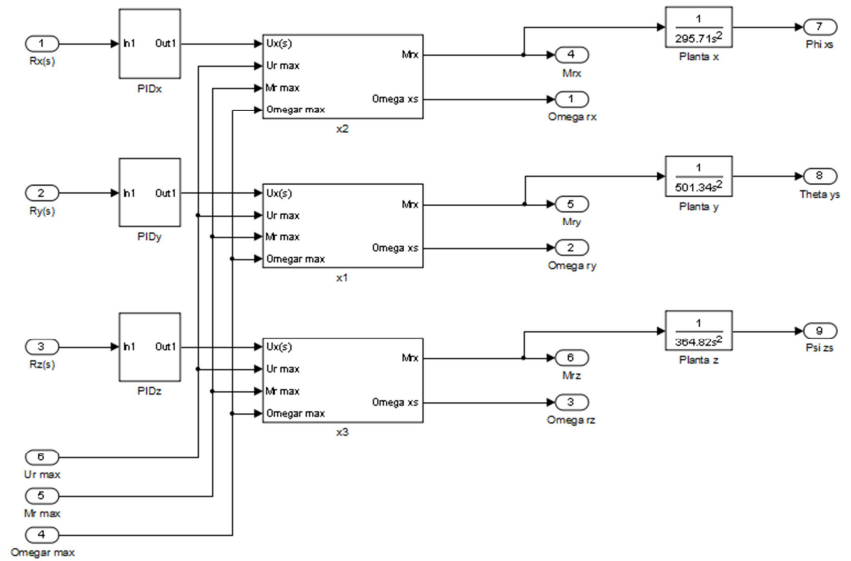 1
Rx(s)
In1 Out1
PIDx
Ux(s)
Ur max
Mr max
Omegar max
Mrx
Omega xs
x2
4
Mrx
1
Omega rx
1
295.71s²
Planta x
7
Phi xs
2
Ry(s)
In1 Out1
PIDy
Ux(s)
Ur max
Mr max
Omegar max
Mrx
Omega xs
x1
5
Mry
2
Omega ry
1
501.34s²
Planta y
8
Theta ys
3
Rz(s)
In1 Out1
PIDz
Ux(s)
Ur max
Mr max
Omegar max
Mrx
Omega xs
x3
6
Mrz
3
Omega rz
1
364.82s²
Planta z
9
Psi zs
6
Ur max
5
Mr max
4
Omegar max